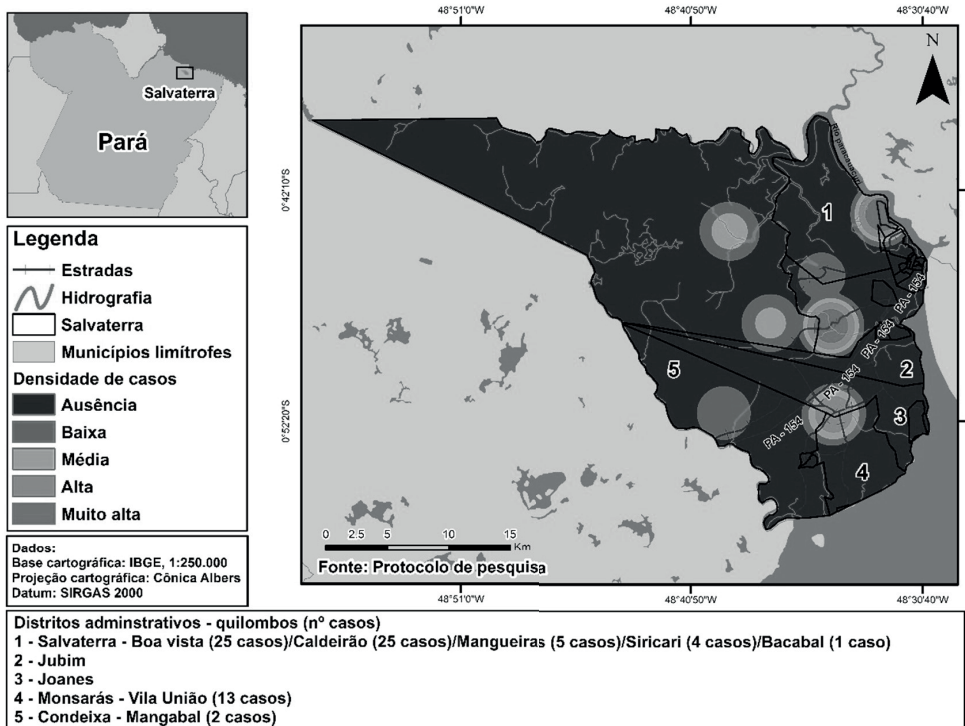 48°51'0"W
48°40'50"W
48°30'40"W
N
Salvaterra
Pará
0°42'10"S
0°52'20"S
Rio paracauari
1
2
3
4
5
PA - 154
PA - 154
PA - 154
PA - 154
Legenda
Estradas
Hidrografia
Salvaterra
Municípios limítrofes
Densidade de casos
Ausência
Baixa
Média
Alta
Muito alta
0 2.5 5 10 15
Km
Fonte: Protocolo de pesquisa
Dados:
Base cartográfica: IBGE, 1:250.000
Projeção cartográfica: Cônica Albers
Datum: SIRGAS 2000
48°51'0"W
48°40'50"W
48°30'40"W
Distritos adminstrativos - quilombos (nº casos)
1 - Salvaterra - Boa vista (25 casos)/Caldeirão (25 casos)/Mangueiras (5 casos)/Siricari (4 casos)/Bacabal (1 caso)
2 - Jubim
3 - Joanes
4 - Monsarás - Vila União (13 casos)
5 - Condeixa - Mangabal (2 casos)